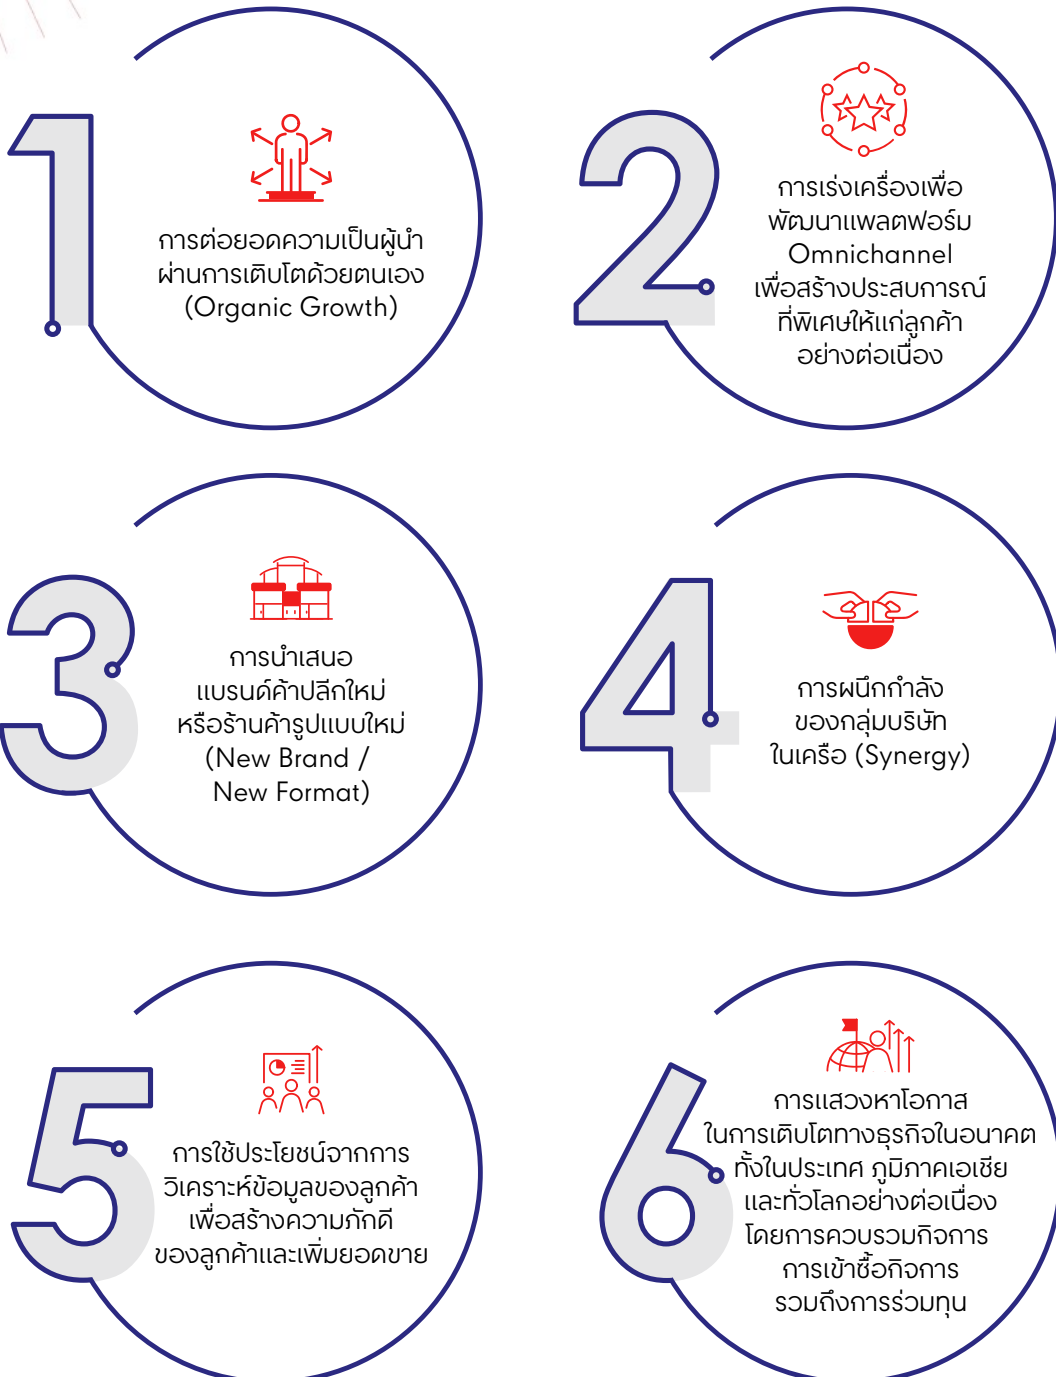 1
การต่อยอดความเป็นผู้นำ
ผ่านการเติบโตด้วยตนเอง
(Organic Growth)
2
การเร่งเครื่องเพื่อ
พัฒนาแพลตฟอร์ม
Omnichannel
เพื่อสร้างประสบการณ์
ที่พิเศษให้แก่ลูกค้า
อย่างต่อเนื่อง
3
การนำเสนอ
แบรนด์ค้าปลีกใหม่
หรือร้านค้ารูปแบบใหม่
(New Brand /
New Format)
4
การผนึกกำลัง
ของกลุ่มบริษัท
ในเครือ (Synergy)
5
การใช้ประโยชน์จากการ
วิเคราะห์ข้อมูลของลูกค้า
เพื่อสร้างความภักดี
ของลูกค้าและเพิ่มยอดขาย
6
การแสวงหาโอกาส
ในการเติบโตทางธุรกิจในอนาคต
ทั้งในประเทศ ภูมิภาคเอเชีย
และทั่วโลกอย่างต่อเนื่อง
โดยการควบรวมกิจการ
การเข้าซื้อกิจการ
รวมถึงการร่วมทุน